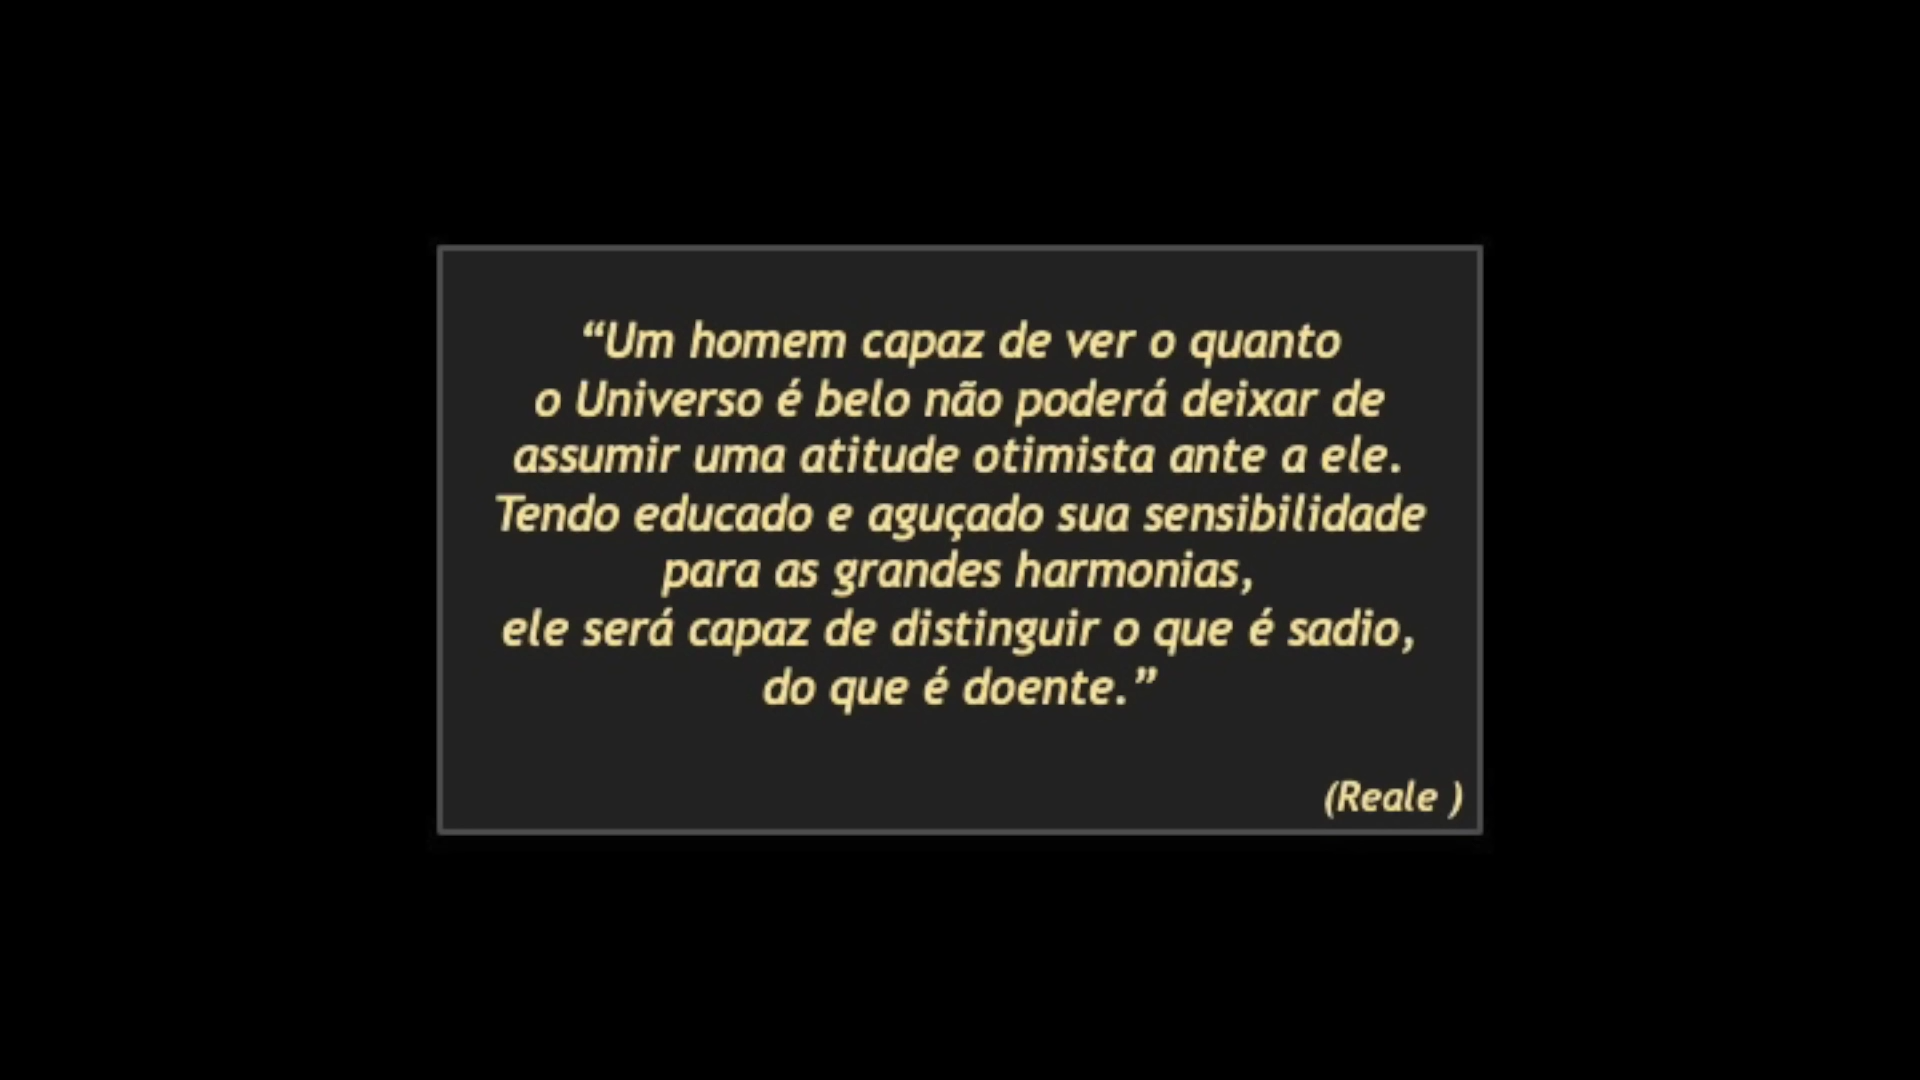 “Um homem capaz de ver o quanto
o Universo é belo não poderá deixar de
assumir uma atitude otimista ante a ele.
Tendo educado e aguçado sua sensibilidade
para as grandes harmonias,
ele será capaz de distinguir o que é sadio,
do que é doente.”
(Reale )